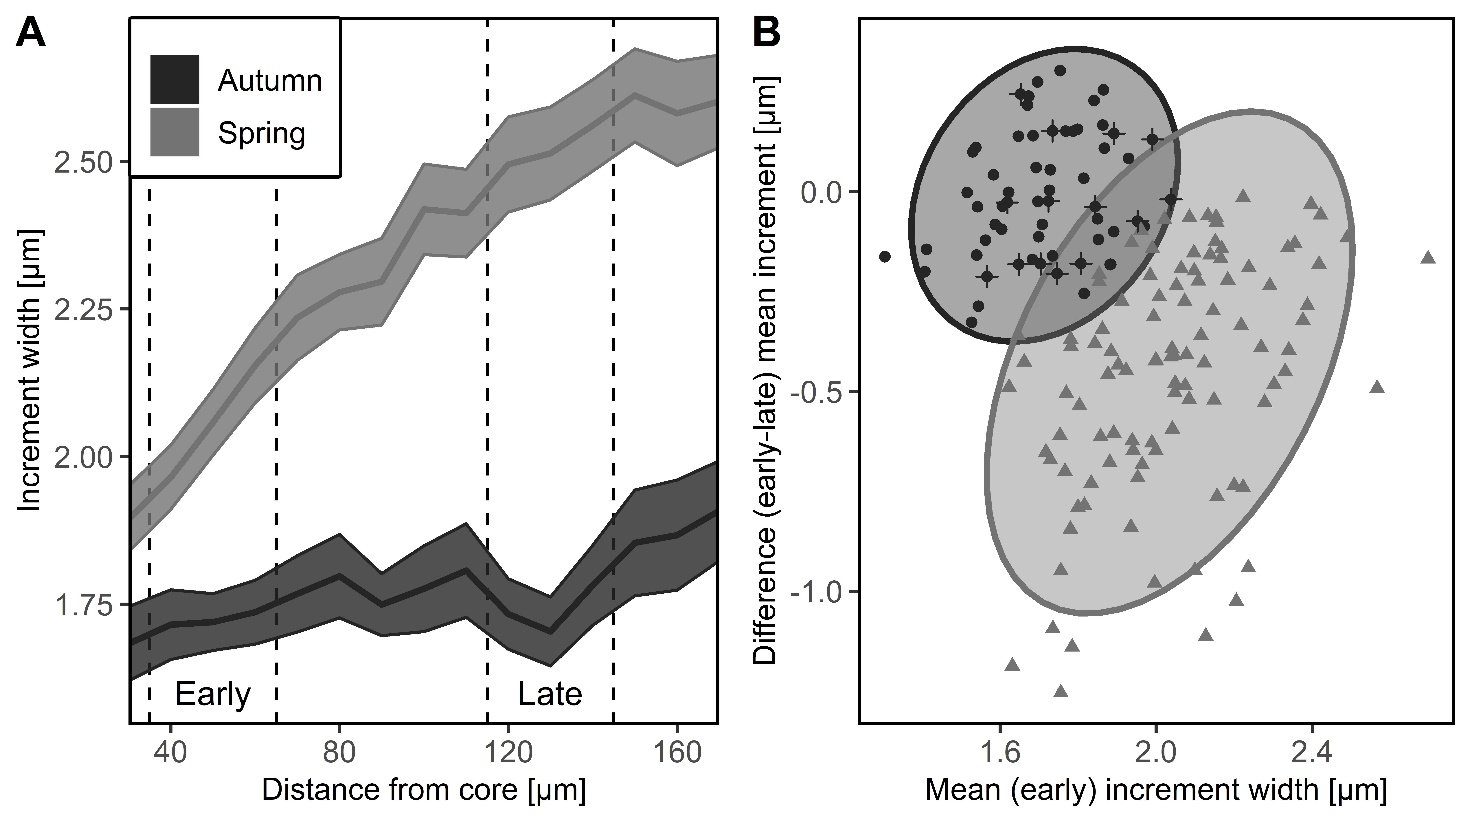 A
Autumn
Spring
Increment width [µm]
2.50
2.25
2.00
1.75
Early
Late
40
80
120
160
Distance from core [µm]
B
Difference (early-late) mean increment [µm]
0.0
-0.5
-1.0
1.6
2.0
2.4
Mean (early) increment width [µm]